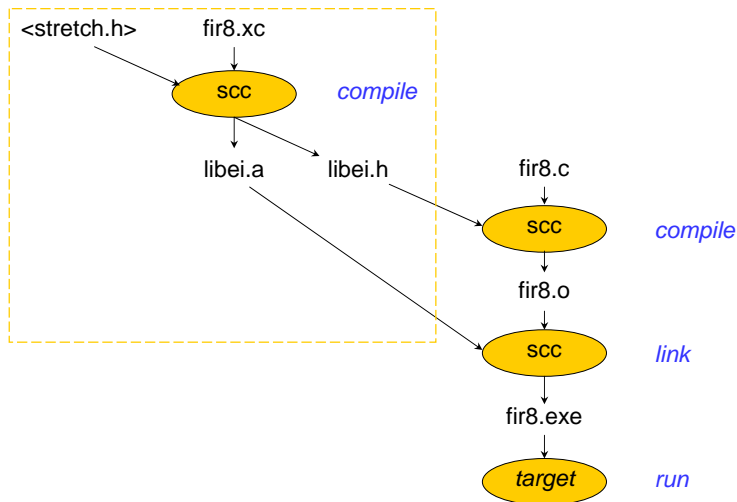 <stretch.h> fir8.xc
scc compile
libei.a libei.h fir8.c
scc compile
fir8.o
scc link
fir8.exe
target run